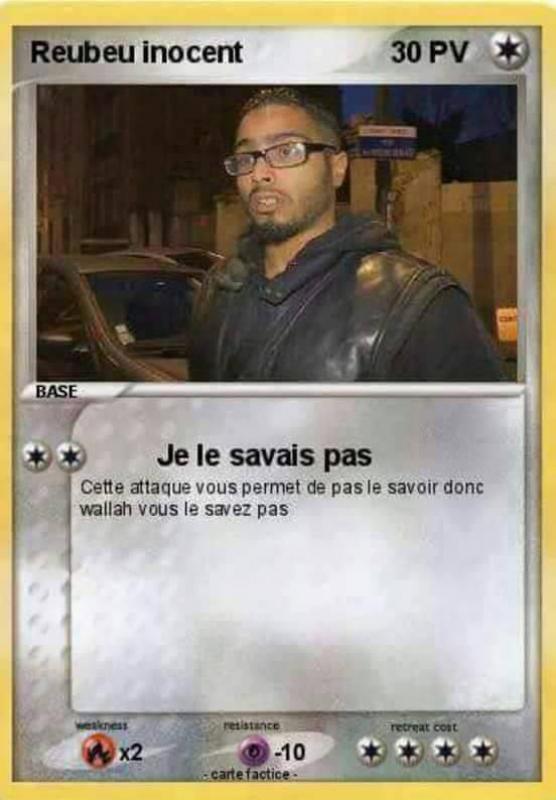 Reubeu inocent 30 PV
BASE
Je le savais pas
Cette attaque vous permet de pas le savoir donc
wallah vous le savez pas
weakness resistance retreat cost
x2 -10
- carte factice -